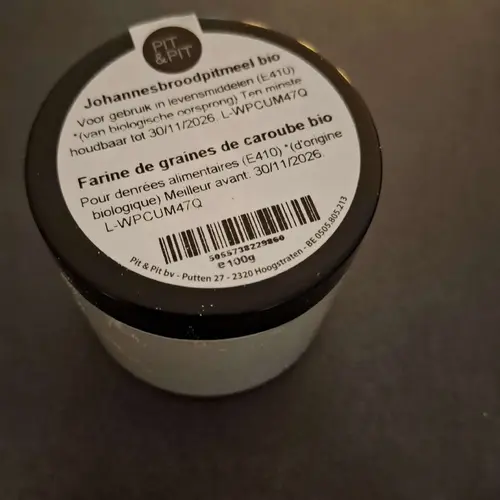 PIT
&PIT
Johannesbroodpitmeel bio
Voor gebruik in levensmiddelen (E410)
*(van biologische oorsprong) Ten minste
houdbaar tot 30/11/2026. L-WPCUM47Q
Farine de graines de caroube bio
Pour denrées alimentaires (E410) *(d'origine
biologique) Meilleur avant: 30/11/2026.
L-WPCUM47Q
5055738229860
e100g
Pit & Pit bv - Putten 27 - 2320 Hoogstraten - BE 0505.805.213